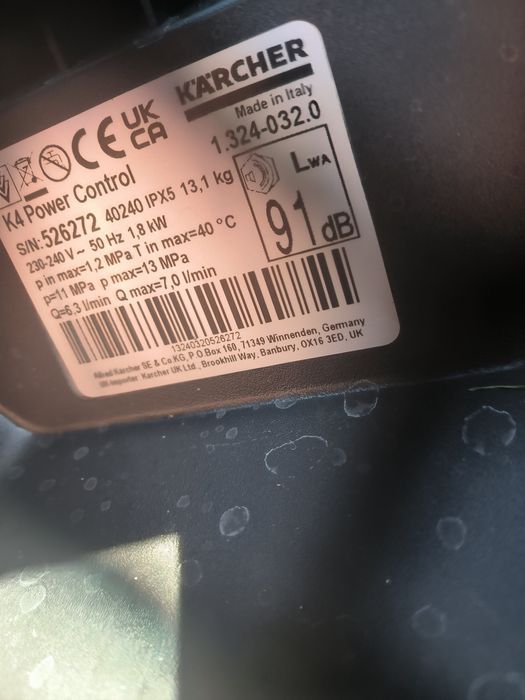 KÄRCHER
Made in Italy
1.324-032.0
CE UK CA
K4 Power Control
LWA
91 dB
S/N: 526272 40240 IPX5 13,1 kg
230-240 V ~ 50 Hz 1,8 kW
p in max=1,2 MPa T in max=40 °C
p=11 MPa p max=13 MPa
Q=6,3 l/min Q max=7,0 l/min
13240320526272
Alfred Kärcher SE & Co.KG, P.O.Box 160, 71349 Winnenden, Germany
UK-Importer Karcher UK Ltd., Brookhill Way, Banbury, OX16 3ED, UK